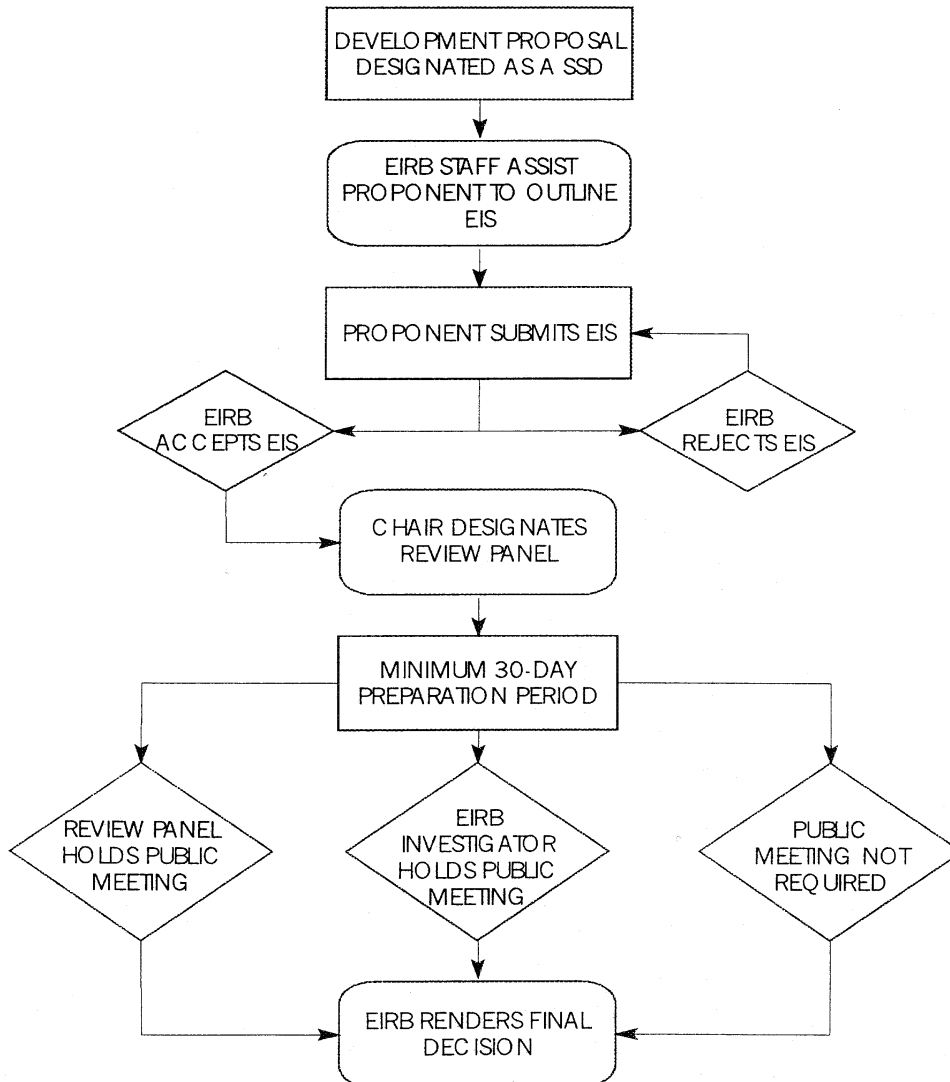 DEVELOPMENT PROPOSAL
DESIGNATED AS A SSD
EIRB STAFF ASSIST
PROPONENT TO OUTLINE
EIS
PROPONENT SUBMITS EIS
EIRB
ACCEPTS EIS
EIRB
REJECTS EIS
CHAIR DESIGNATES
REVIEW PANEL
MINIMUM 30-DAY
PREPARATION PERIOD
REVIEW PANEL
HOLDS PUBLIC
MEETING
EIRB
INVESTIGATOR
HOLDS PUBLIC
MEETING
PUBLIC
MEETING NOT
REQUIRED
EIRB RENDERS FINAL
DECISION